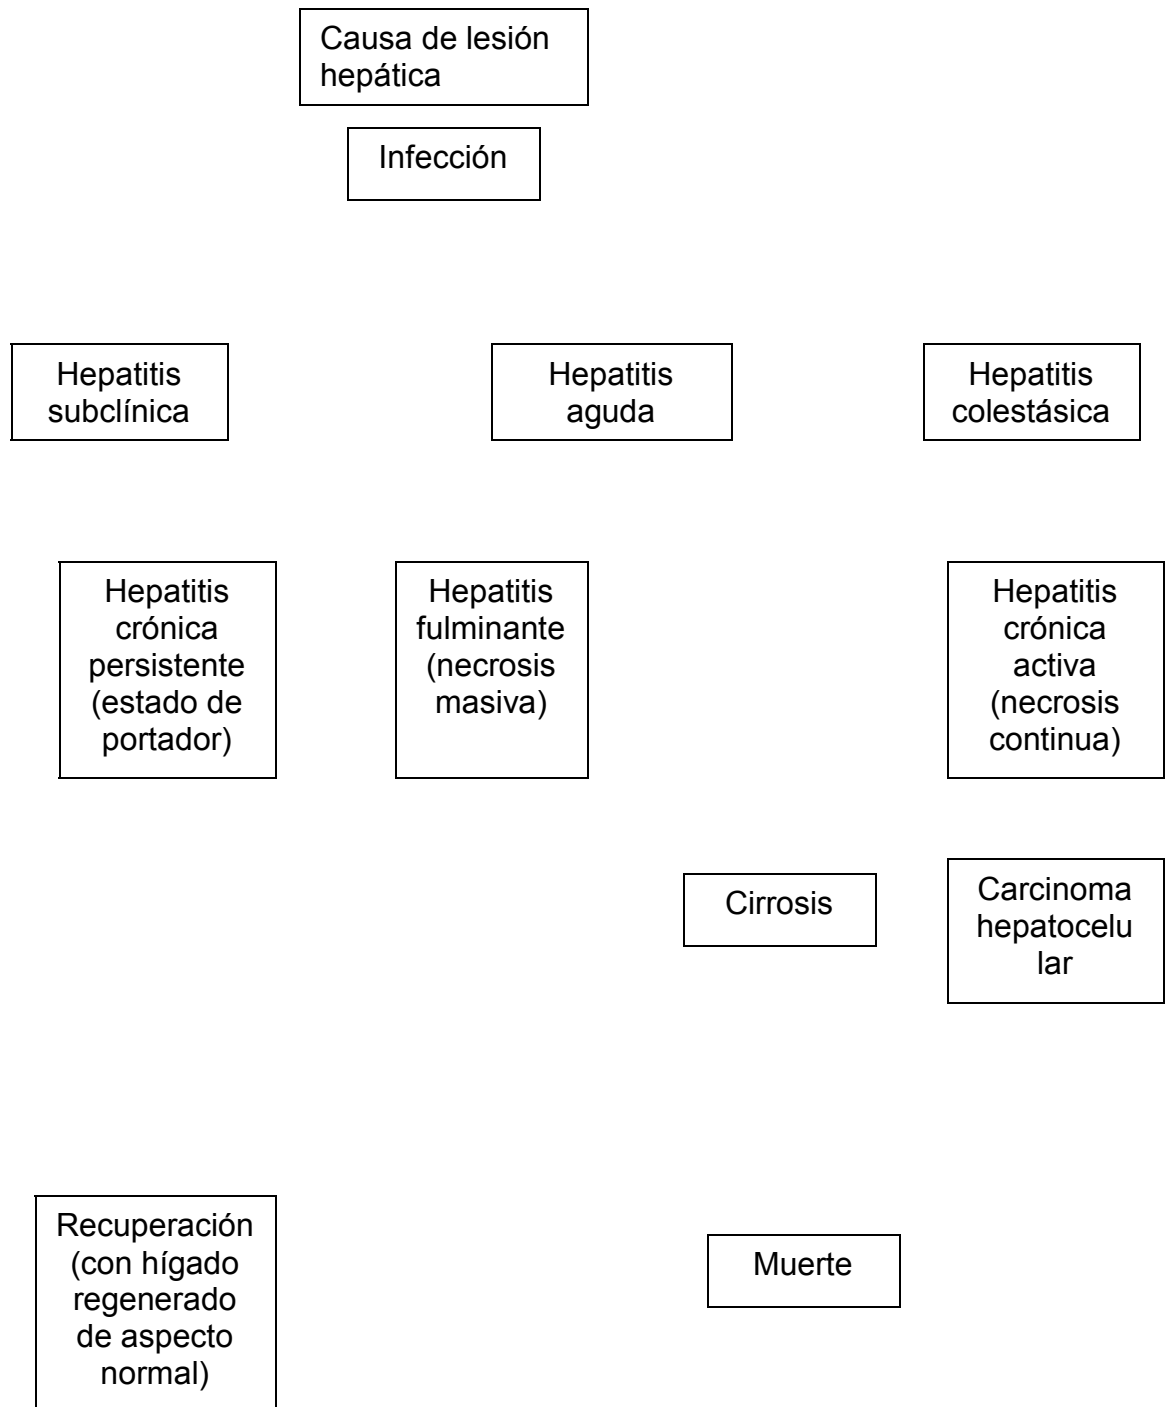 Causa de lesión
hepática
Infección
Hepatitis
subclínica
Hepatitis
aguda
Hepatitis
colestásica
Hepatitis
crónica
persistente
(estado de
portador)
Hepatitis
fulminante
(necrosis
masiva)
Hepatitis
crónica
activa
(necrosis
continua)
Cirrosis
Carcinoma
hepatocelu
lar
Recuperación
(con hígado
regenerado
de aspecto
normal)
Muerte